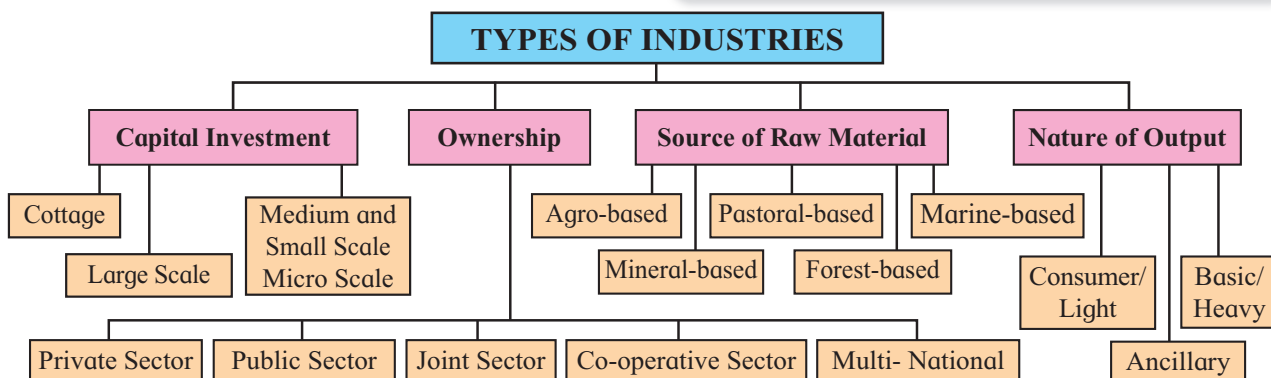 TYPES OF INDUSTRIES
Capital Investment
Ownership
Source of Raw Material
Nature of Output
Cottage
Large Scale
Medium and
Small Scale
Micro Scale
Agro-based
Mineral-based
Pastoral-based
Forest-based
Marine-based
Consumer/
Light
Ancillary
Basic/
Heavy
Private Sector
Public Sector
Joint Sector
Co-operative Sector
Multi- National